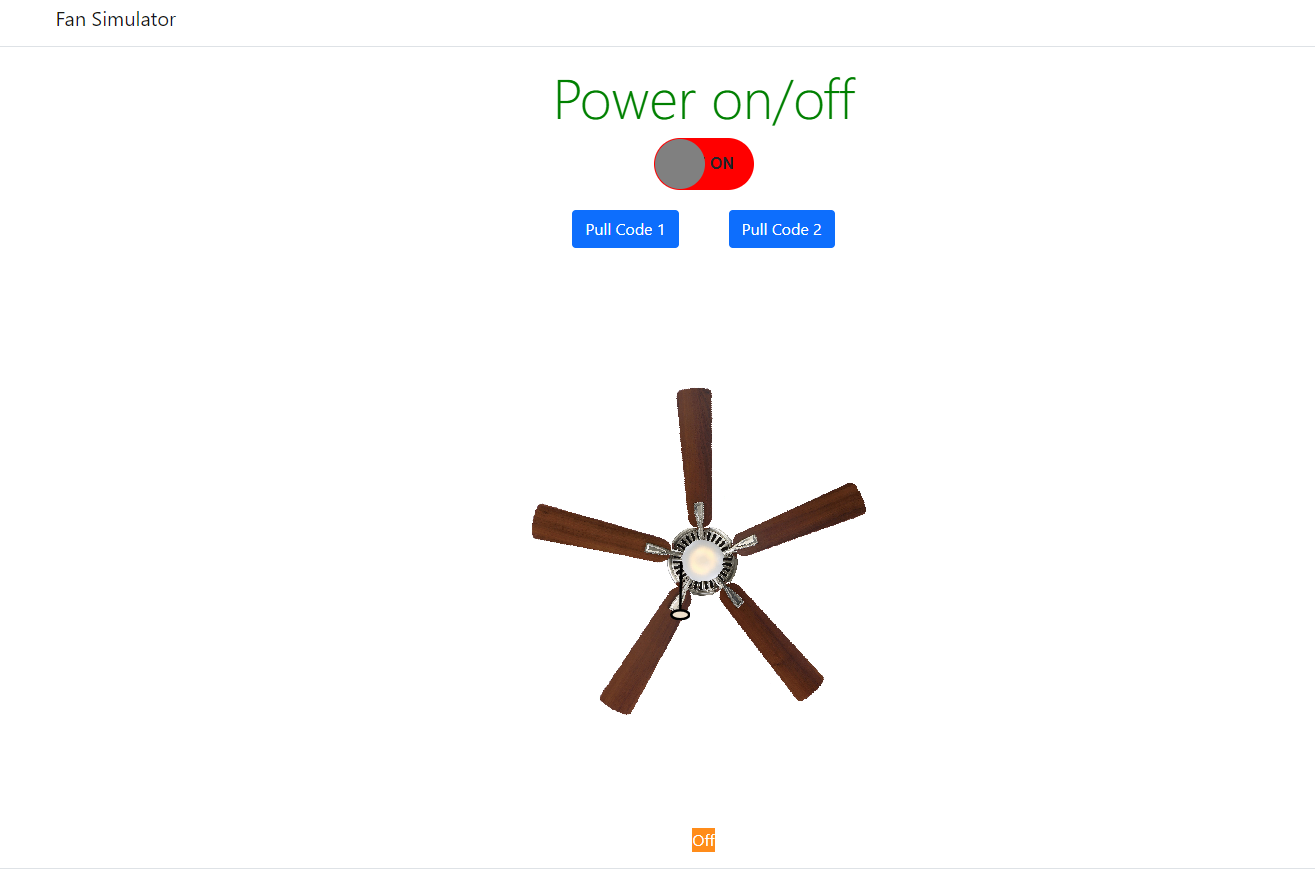 Fan Simulator
Power on/off
ON
Pull Code 1
Pull Code 2
Off